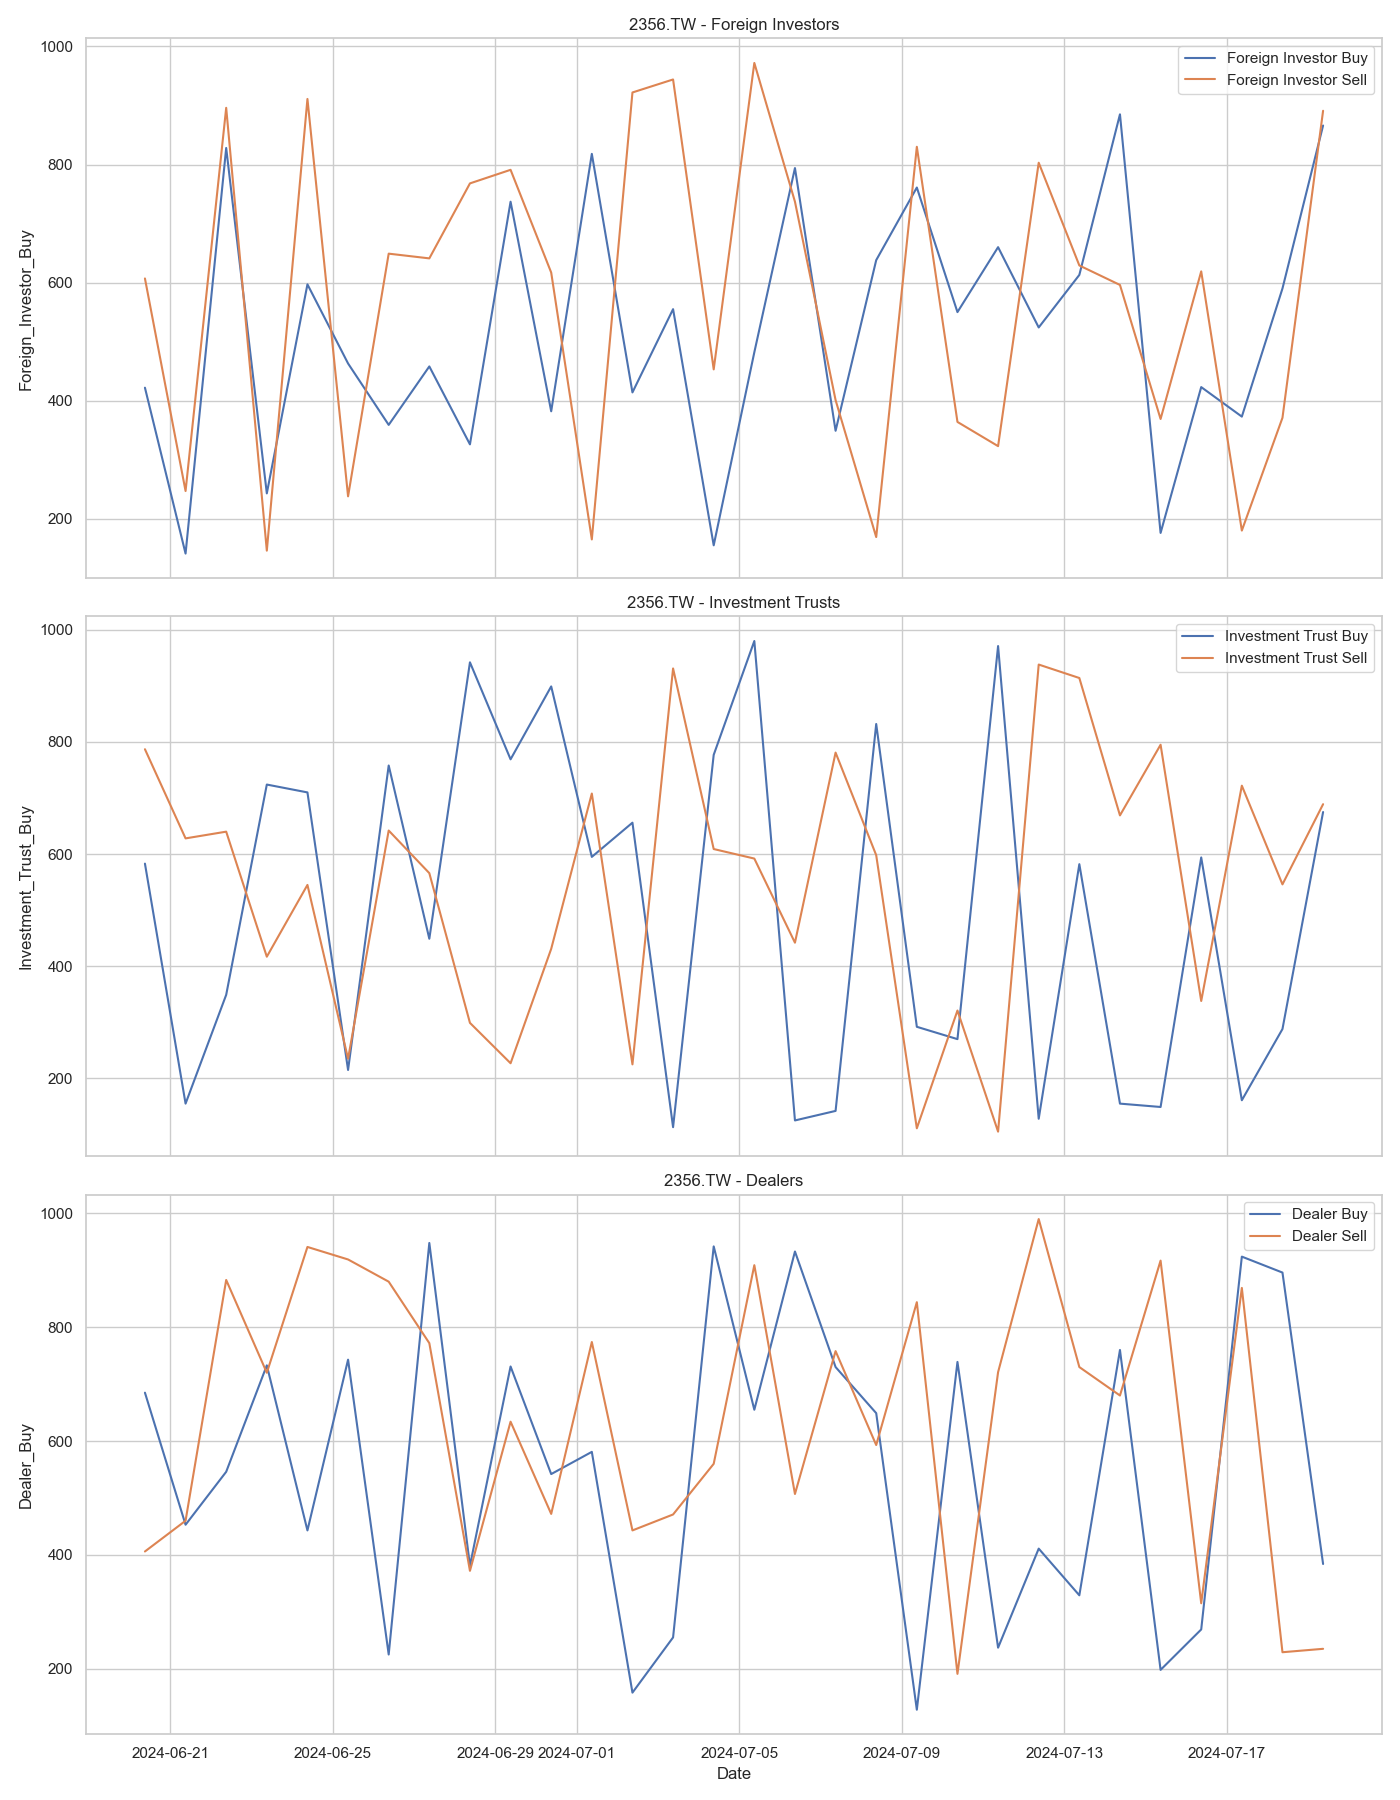 2356.TW - Foreign Investors
Foreign Investor Buy
Foreign Investor Sell
Foreign_Investor_Buy
1000
800
600
400
200
2356.TW - Investment Trusts
Investment Trust Buy
Investment Trust Sell
Investment_Trust_Buy
1000
800
600
400
200
2356.TW - Dealers
Dealer Buy
Dealer Sell
Dealer_Buy
1000
800
600
400
200
2024-06-21 2024-06-25 2024-06-29 2024-07-01 2024-07-05 2024-07-09 2024-07-13 2024-07-17
Date